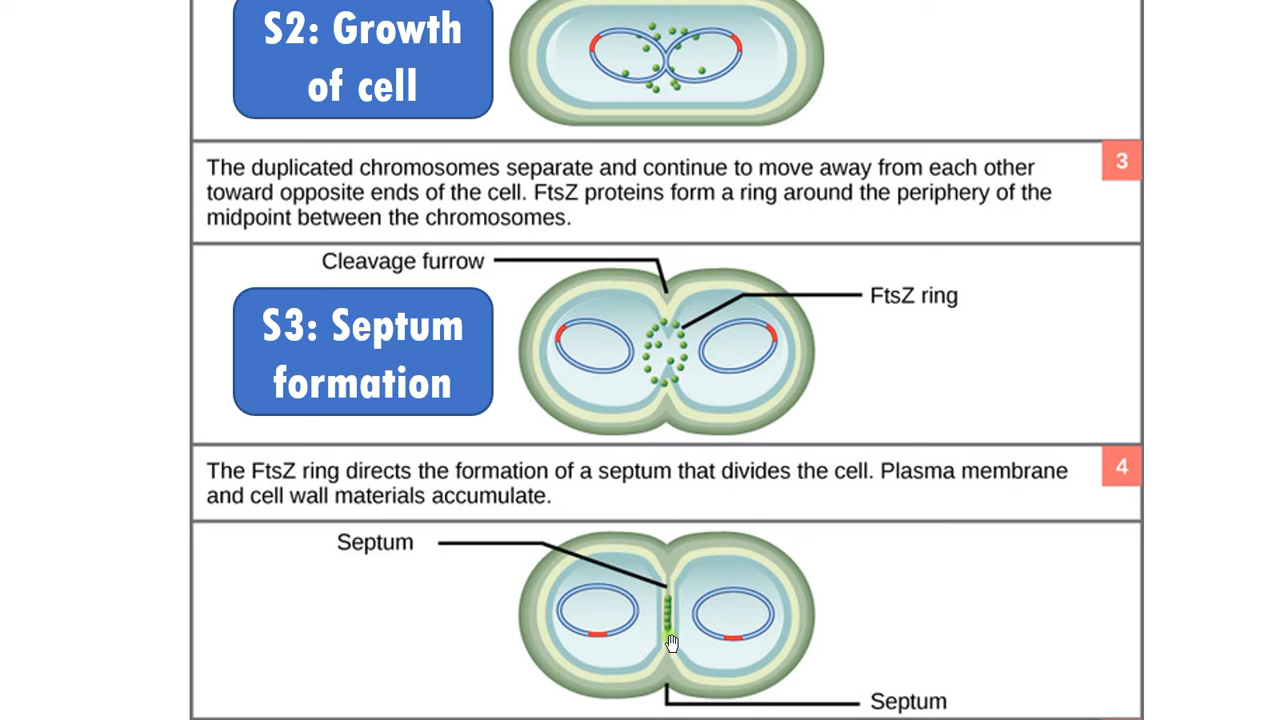 S2: Growth
of cell
The duplicated chromosomes separate and continue to move away from each other
toward opposite ends of the cell. FtsZ proteins form a ring around the periphery of the
midpoint between the chromosomes.
3
Cleavage furrow
FtsZ ring
S3: Septum
formation
The FtsZ ring directs the formation of a septum that divides the cell. Plasma membrane
and cell wall materials accumulate.
4
Septum
Septum